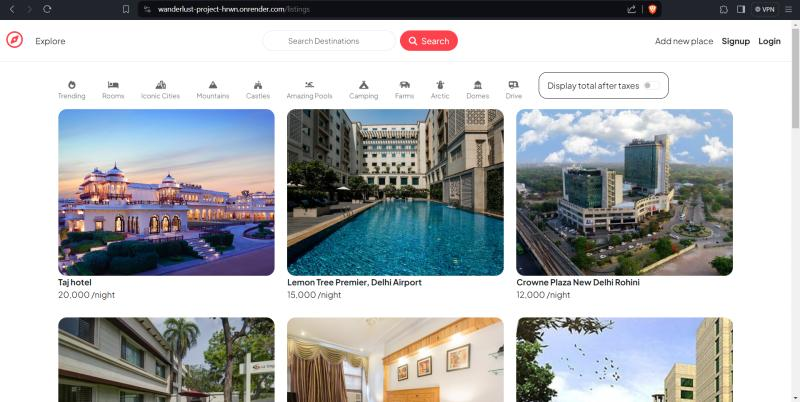 wanderlust-project-hrwn.onrender.com/listings
VPN
Explore
Search Destinations
Search
Add new place
Signup
Login
Trending
Rooms
Iconic Cities
Mountains
Castles
Amazing Pools
Camping
Farms
Arctic
Domes
Drive
Display total after taxes
Taj hotel
20,000 /night
Lemon Tree Premier, Delhi Airport
15,000 /night
Crowne Plaza New Delhi Rohini
12,000 /night